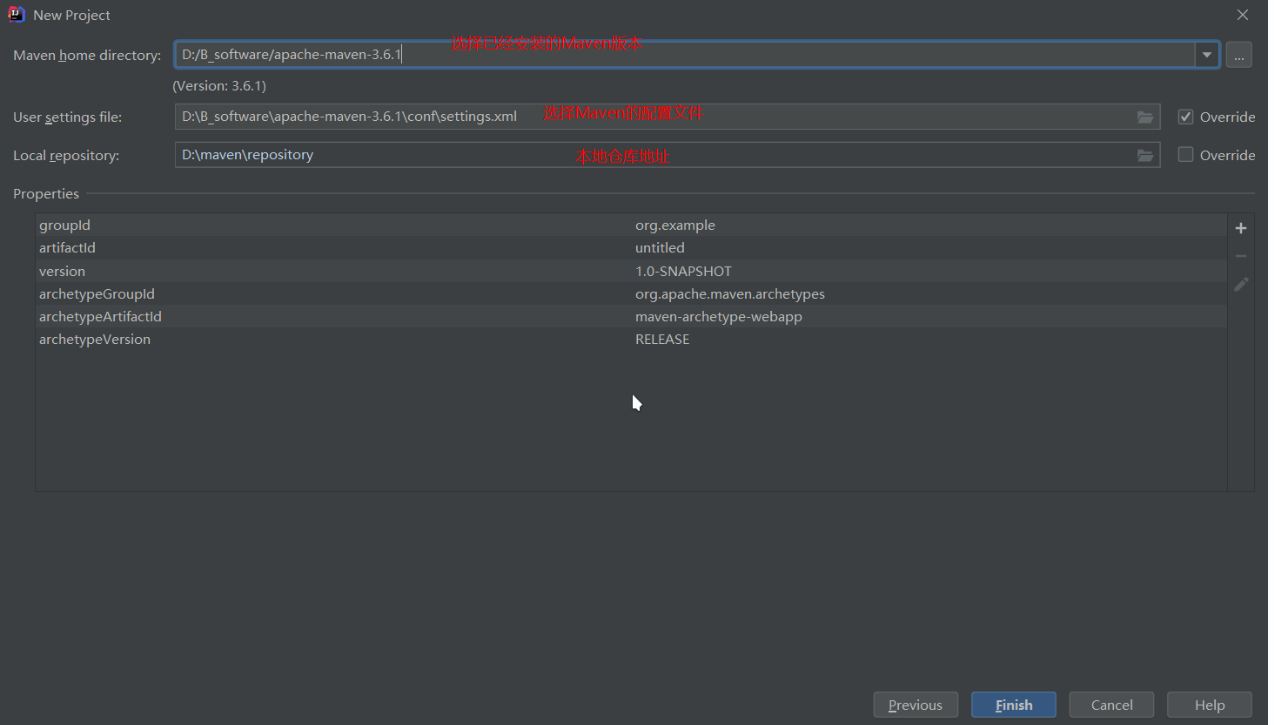 New Project
选择已经安装的Maven版本
Maven home directory: D:/B_software/apache-maven-3.6.1 ...
(Version: 3.6.1)
User settings file: D:\B_software\apache-maven-3.6.1\conf\settings.xml 选择Maven的配置文件 Override
Local repository: D:\maven\repository 本地仓库地址 Override
Properties
groupId org.example
artifactId untitled
version 1.0-SNAPSHOT
archetypeGroupId org.apache.maven.archetypes
archetypeArtifactId maven-archetype-webapp
archetypeVersion RELEASE
Previous Finish Cancel Help